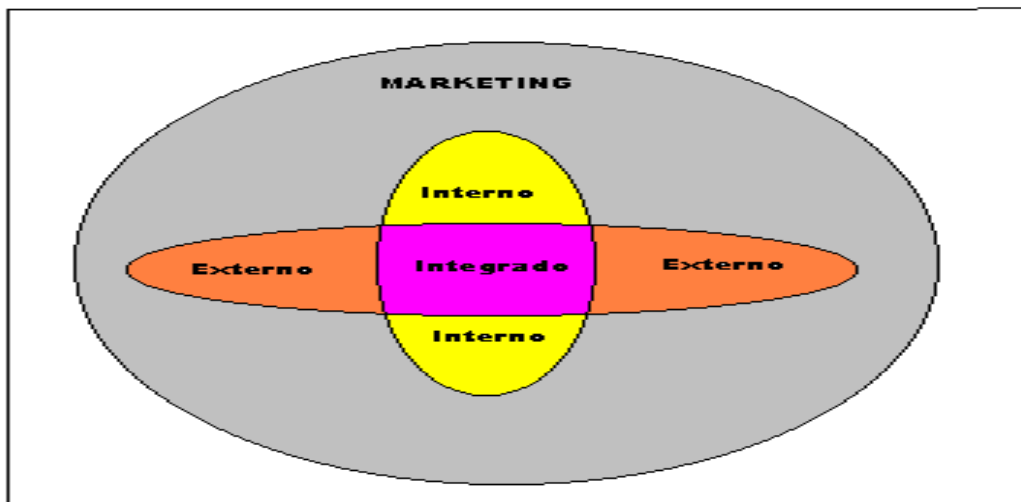 MARKETING
Interno
Externo
Integrado
Externo
Interno